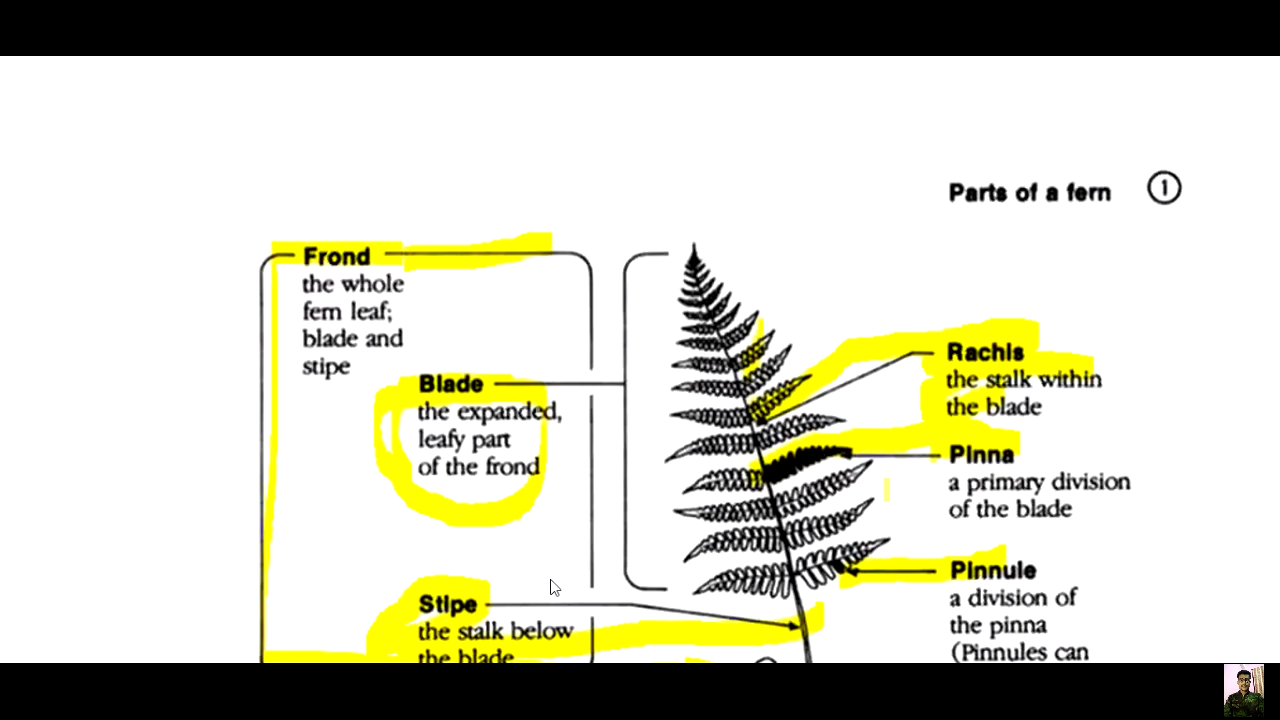 Parts of a fern 1
Frond
the whole
fern leaf;
blade and
stipe
Blade
the expanded,
leafy part
of the frond
Stipe
the stalk below
the blade
Rachis
the stalk within
the blade
Pinna
a primary division
of the blade
Pinnule
a division of
the pinna
(Pinnules can